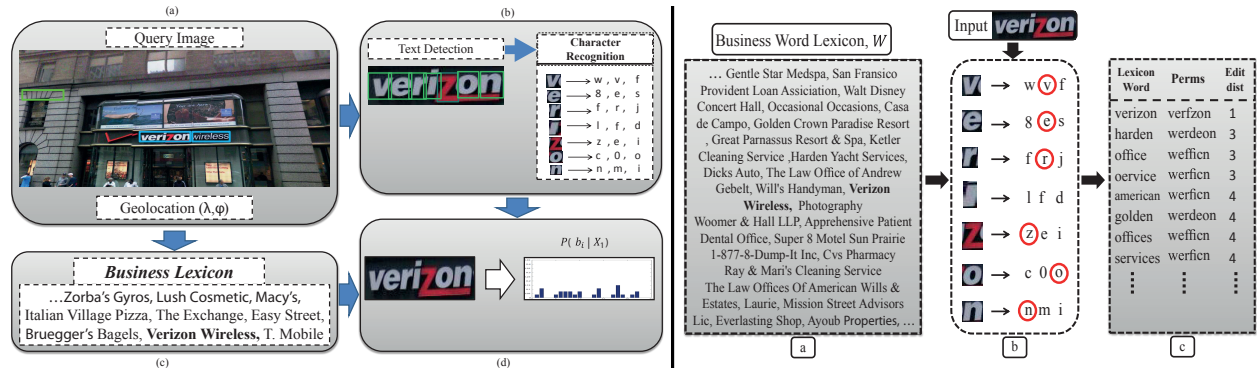 (a)
Query Image
verizon wireless
Geolocation (λ,φ)
(b)
Text Detection
verizon
Character
Recognition
v → w , v , f
e → 8 , e , s
r → f , r , j
i → l , f , d
z → z , e , i
o → c , 0 , o
n → n , m , i
Business Lexicon
...Zorba's Gyros, Lush Cosmetic, Macy's,
Italian Village Pizza, The Exchange, Easy Street,
Bruegger's Bagels, Verizon Wireless, T. Mobile
(c)
verizon
P( b_i | X_1)
(d)
Business Word Lexicon, W
... Gentle Star Medspa, San Fransico
Provident Loan Assiciation, Walt Disney
Concert Hall, Occasional Occasions, Casa
de Campo, Golden Crown Paradise Resort
, Great Parnassus Resort & Spa, Ketler
Cleaning Service ,Harden Yacht Services,
Dicks Auto, The Law Office of Andrew
Gebelt, Will's Handyman, Verizon
Wireless, Photography
Woomer & Hall LLP, Apprehensive Patient
Dental Office, Super 8 Motel Sun Prairie
1-877-8-Dump-It Inc, Cvs Pharmacy
Ray & Mari's Cleaning Service
The Law Offices Of American Wills &
Estates, Laurie, Mission Street Advisors
Lic, Everlasting Shop, Ayoub Properties, ...
a
Input verizon
v → w v f
e → 8 e s
r → f r j
i → l f d
z → z e i
o → c 0 o
n → n m i
b
Lexicon Word Perms Edit dist
verizon verfzon 1
harden werdeon 3
office wefficn 3
oervice wefficn 3
american werficn 4
golden werdeon 4
offices wefficn 4
services werficn 4
c